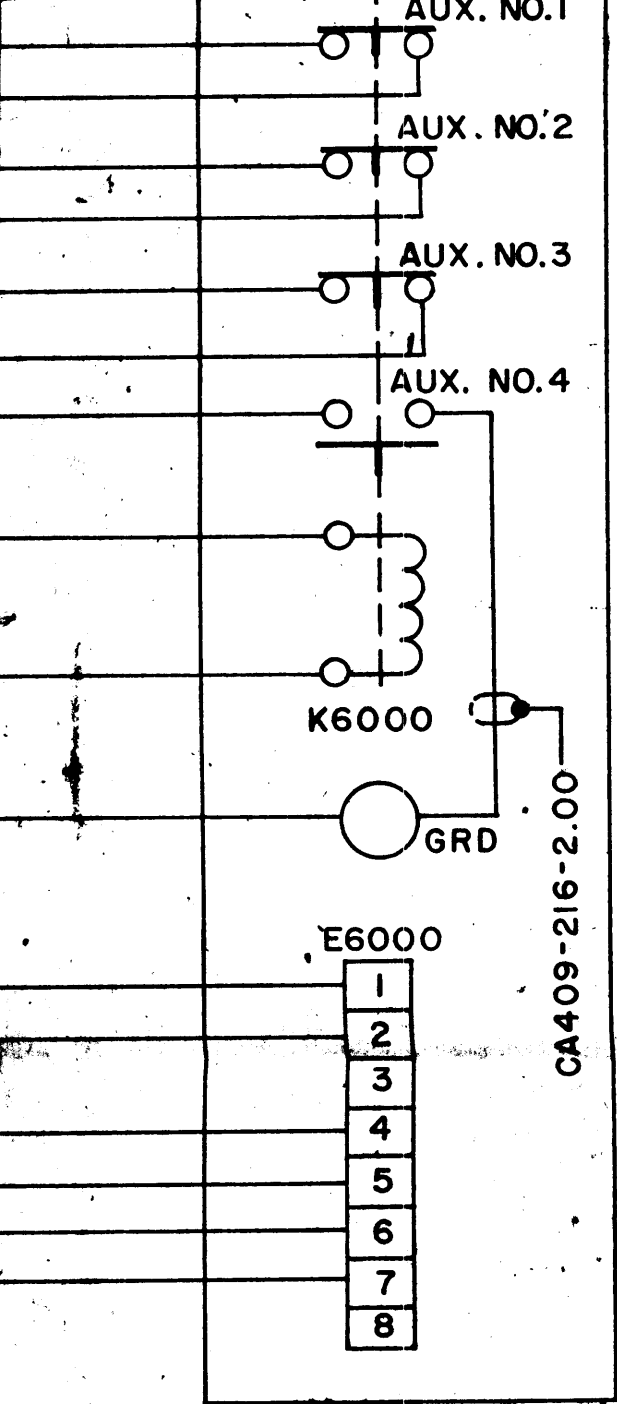 AUX. NO.1
AUX. NO.2
AUX. NO.3
AUX. NO.4
K6000
GRD
CA409-216-2.00
E6000
1
2
3
4
5
6
7
8